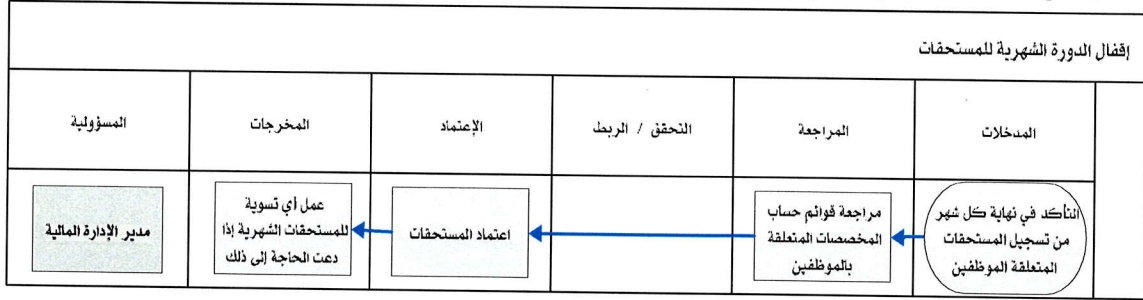 إقفال الدورة الشهرية للمستحقات
المدخلات
المراجعة
التحقق / الربط
الإعتماد
المخرجات
المسؤولية
التأكد في نهاية كل شهر
من تسجيل المستحقات
المتعلقة الموظفين
مراجعة قوائم حساب
المخصصات المتعلقة
بالموظفين
اعتماد المستحقات
عمل أي تسوية
للمستحقات الشهرية إذا
دعت الحاجة إلى ذلك
مدير الإدارة المالية